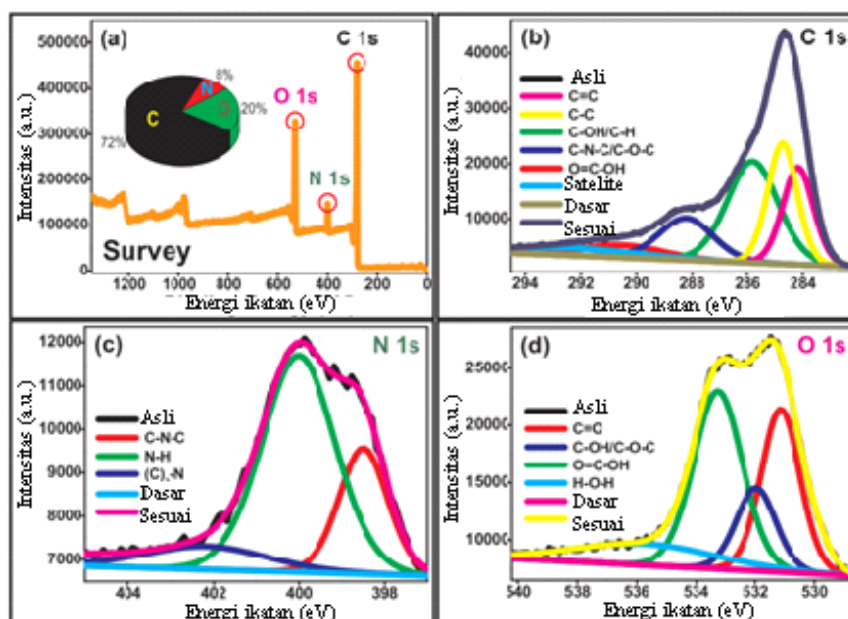 (a)
C 1s
O 1s
N 1s
N
8%
O
20%
C
72%
Survey
500000
400000
300000
200000
100000
0
1200 1000 800 600 400 200 0
Intensitas (a.u.)
Energi ikatan (eV)
(b)
C 1s
Asli
C=C
C-C
C-OH/C-H
C-N-C/C-O-C
O=C-OH
Satelite
Dasar
Sesuai
40000
30000
20000
10000
294 292 290 288 286 284
Intensitas (a.u.)
Energi ikatan (eV)
(c)
N 1s
Asli
C-N-C
N-H
Dasar
Sesuai
12000
11000
10000
9000
8000
7000
404 402 400 398
Intensitas (a.u.)
Energi ikatan (eV)
(d)
O 1s
Asli
C-OH/C-O-C
O=C-OH
H-O-H
Dasar
Sesuai
25000
20000
15000
10000
540 538 536 534 532 530
Intensitas (a.u.)
Energi ikatan (eV)